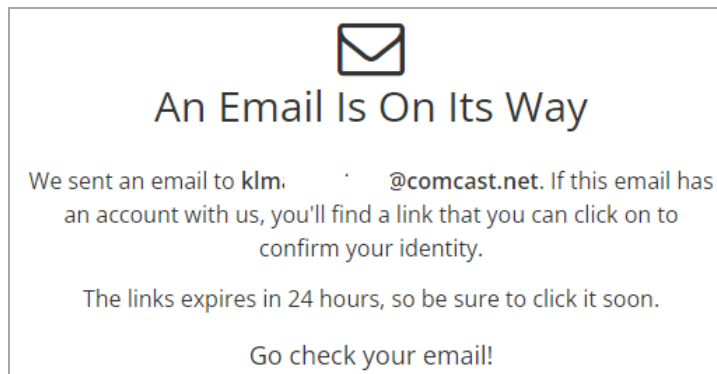 An Email Is On Its Way
We sent an email to klm @comcast.net. If this email has
an account with us, you'll find a link that you can click on to
confirm your identity.
The links expires in 24 hours, so be sure to click it soon.
Go check your email!